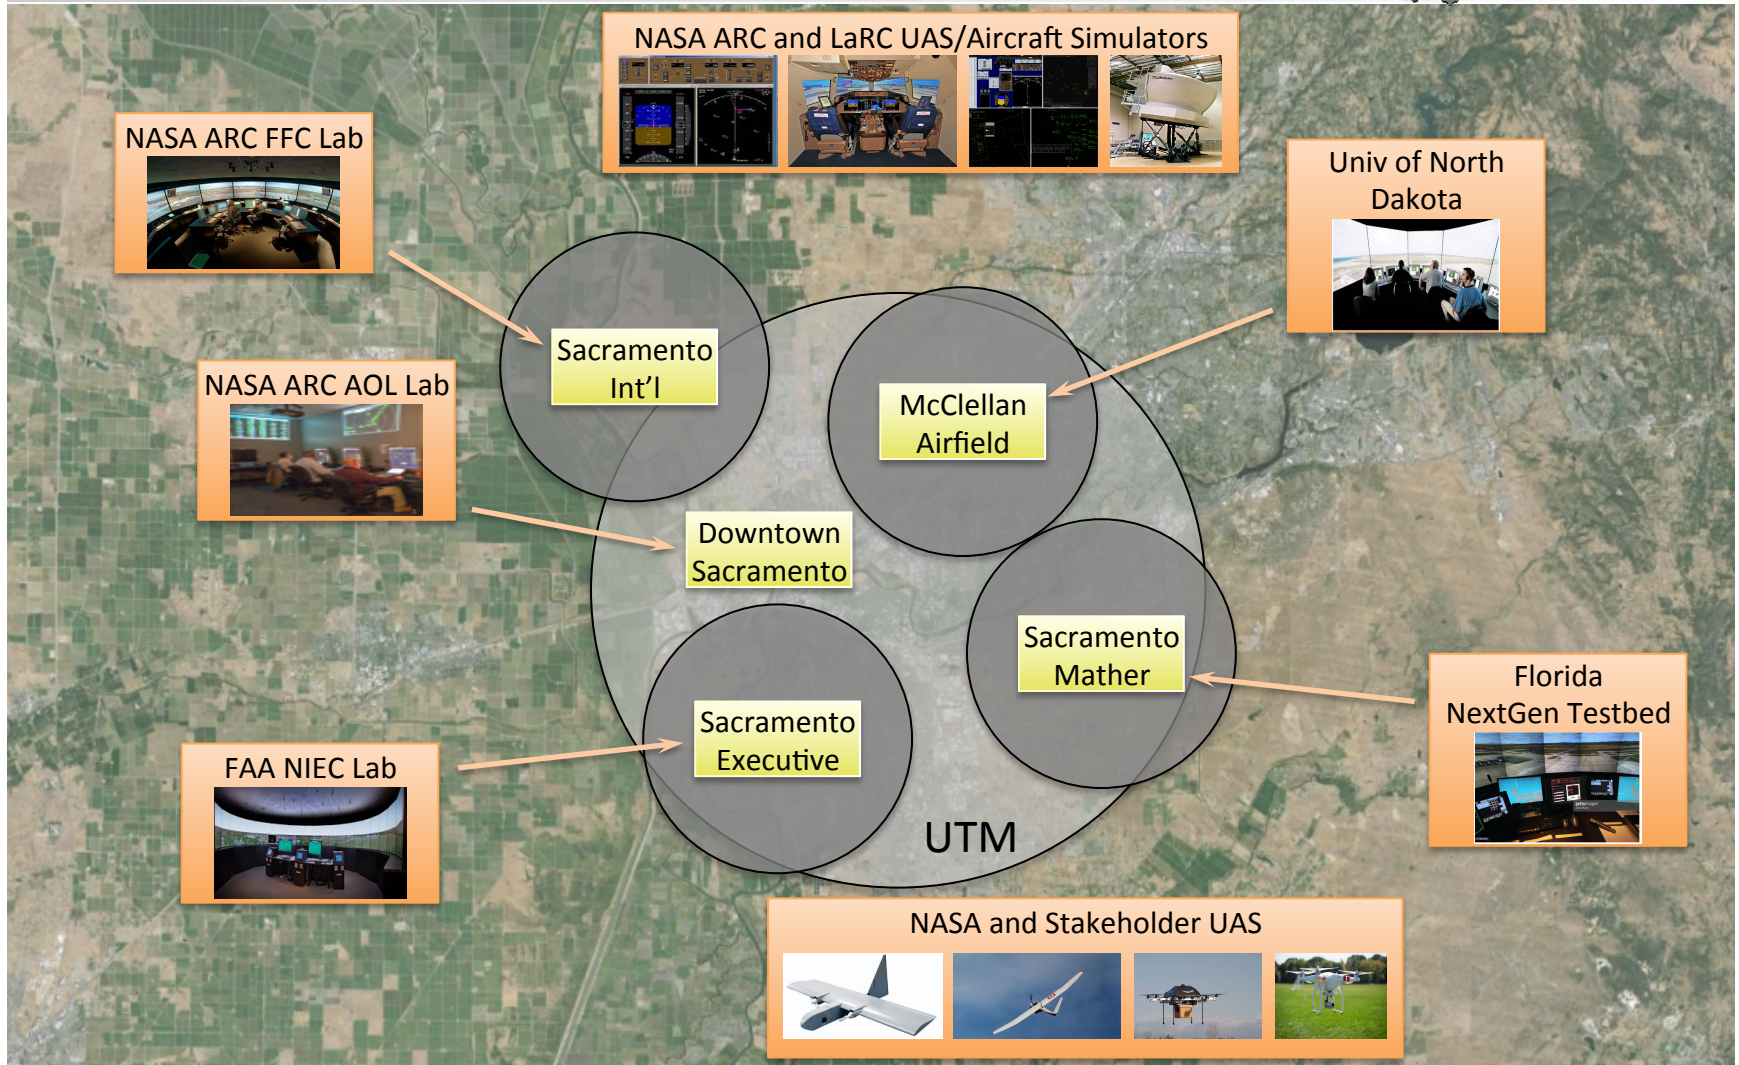 NASA ARC and LaRC UAS/Aircraft Simulators
NASA ARC FFC Lab
Univ of North
Dakota
Sacramento
Int'l
McClellan
Airfield
NASA ARC AOL Lab
Downtown
Sacramento
Sacramento
Mather
Florida
NextGen Testbed
Sacramento
Executive
FAA NIEC Lab
UTM
NASA and Stakeholder UAS